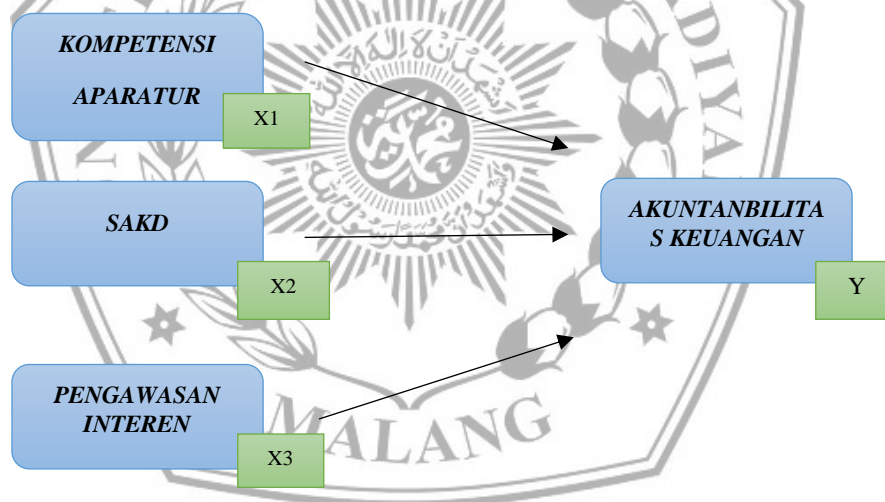 KOMPETENSI
APARATUR
X1
SAKD
X2
PENGAWASAN
INTEREN
X3
AKUNTANBILITA
S KEUANGAN
Y
MALANG